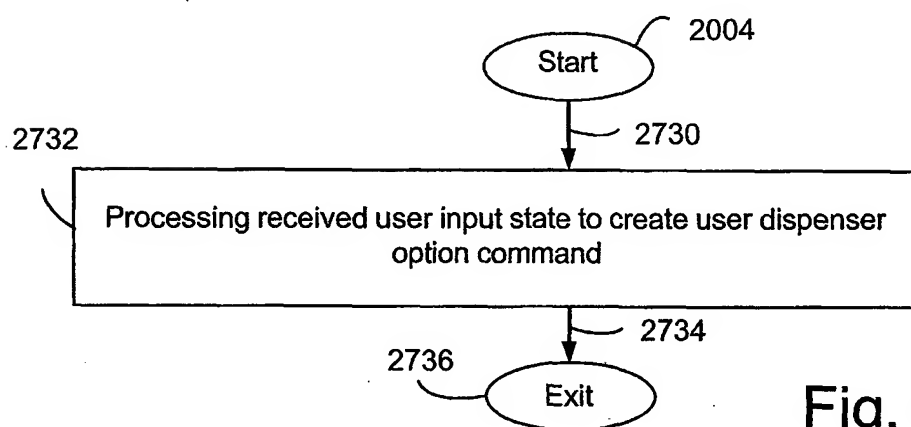 2004
Start
2730
2732
Processing received user input state to create user dispenser
option command
2734
2736
Exit
Fig.